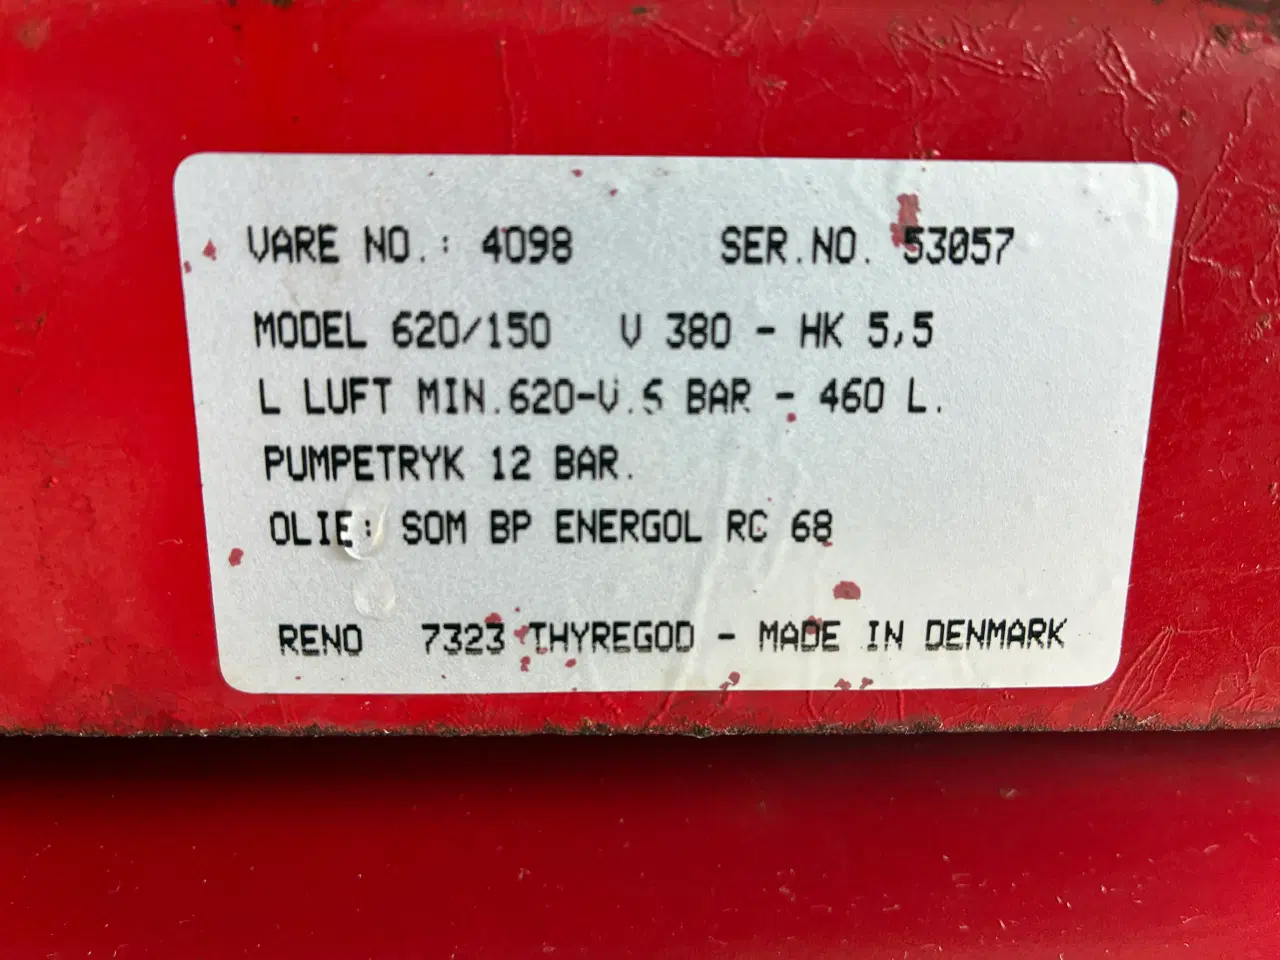 VARE NO.: 4098 SER.NO. 53057
MODEL 620/150 V 380 - HK 5,5
L LUFT MIN.620-V.6 BAR - 460 L.
PUMPETRYK 12 BAR.
OLIE: SOM BP ENERGOL RC 68
RENO 7323 THYREGOD - MADE IN DENMARK